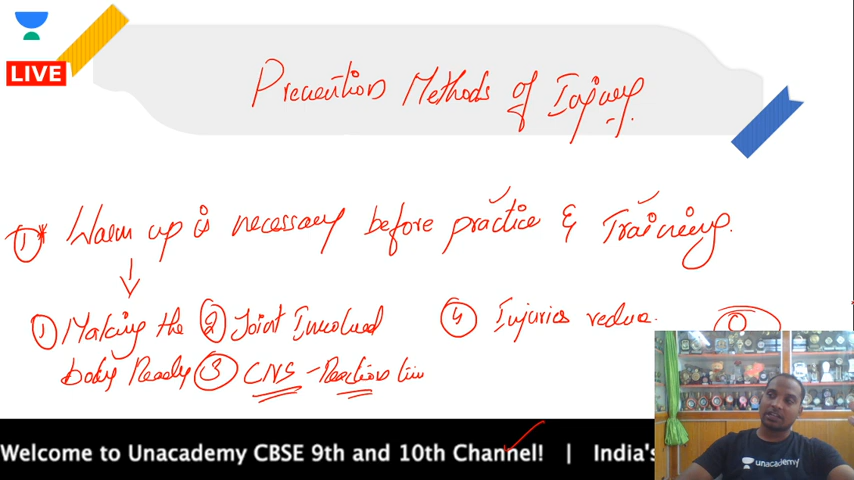 LIVE
Prevention Methods of Injury
① * Warm up is necessary before practice & Training.
① Making the ② Joint Involved ④ Injuries reduce.
body Ready ③ CNS - Reaction tim
Welcome to Unacademy CBSE 9th and 10th Channel! | India's
unacademy